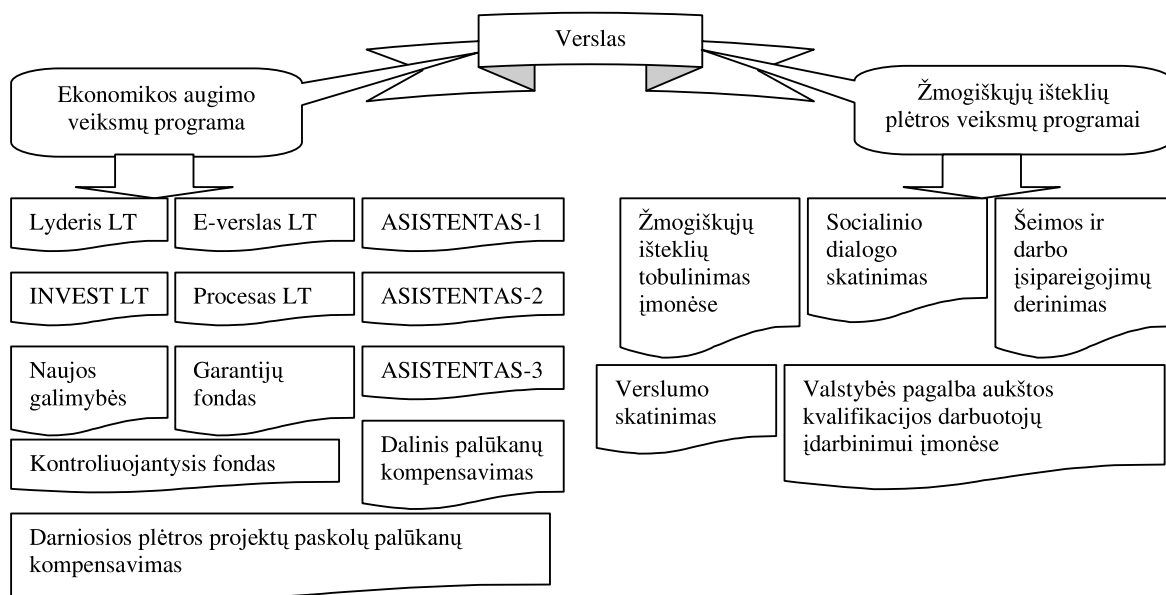 Verslas
Ekonomikos augimo
veiksmų programa
Žmogiškųjų išteklių
plėtros veiksmų programai
Lyderis LT
E-verslas LT
ASISTENTAS-1
INVEST LT
Procesas LT
ASISTENTAS-2
Naujos
galimybės
Garantijų
fondas
ASISTENTAS-3
Kontroliuojantysis fondas
Dalinis palūkanų
kompensavimas
Darniosios plėtros projektų paskolų palūkanų
kompensavimas
Žmogiškųjų
išteklių
tobulinimas
įmonėse
Socialinio
dialogo
skatinimas
Šeimos ir
darbo
įsipareigojimų
derinimas
Verslumo
skatinimas
Valstybės pagalba aukštos
kvalifikacijos darbuotojų
įdarbinimui įmonėse